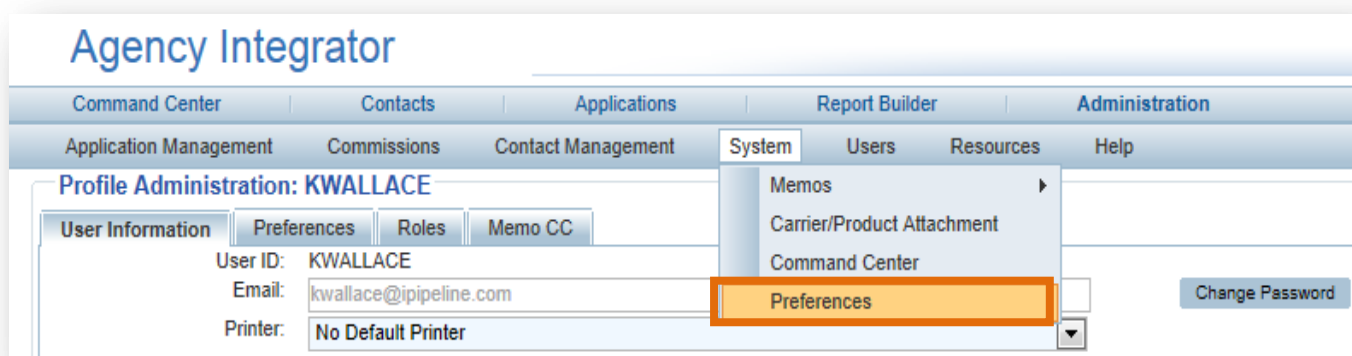 Agency Integrator
Command Center Contacts Applications Report Builder Administration
Application Management Commissions Contact Management System Users Resources Help
Profile Administration: KWALLACE
Memos
User Information Preferences Roles Memo CC
Carrier/Product Attachment
User ID: KWALLACE
Command Center
Email: kwallace@ipipeline.com
Preferences
Change Password
Printer: No Default Printer